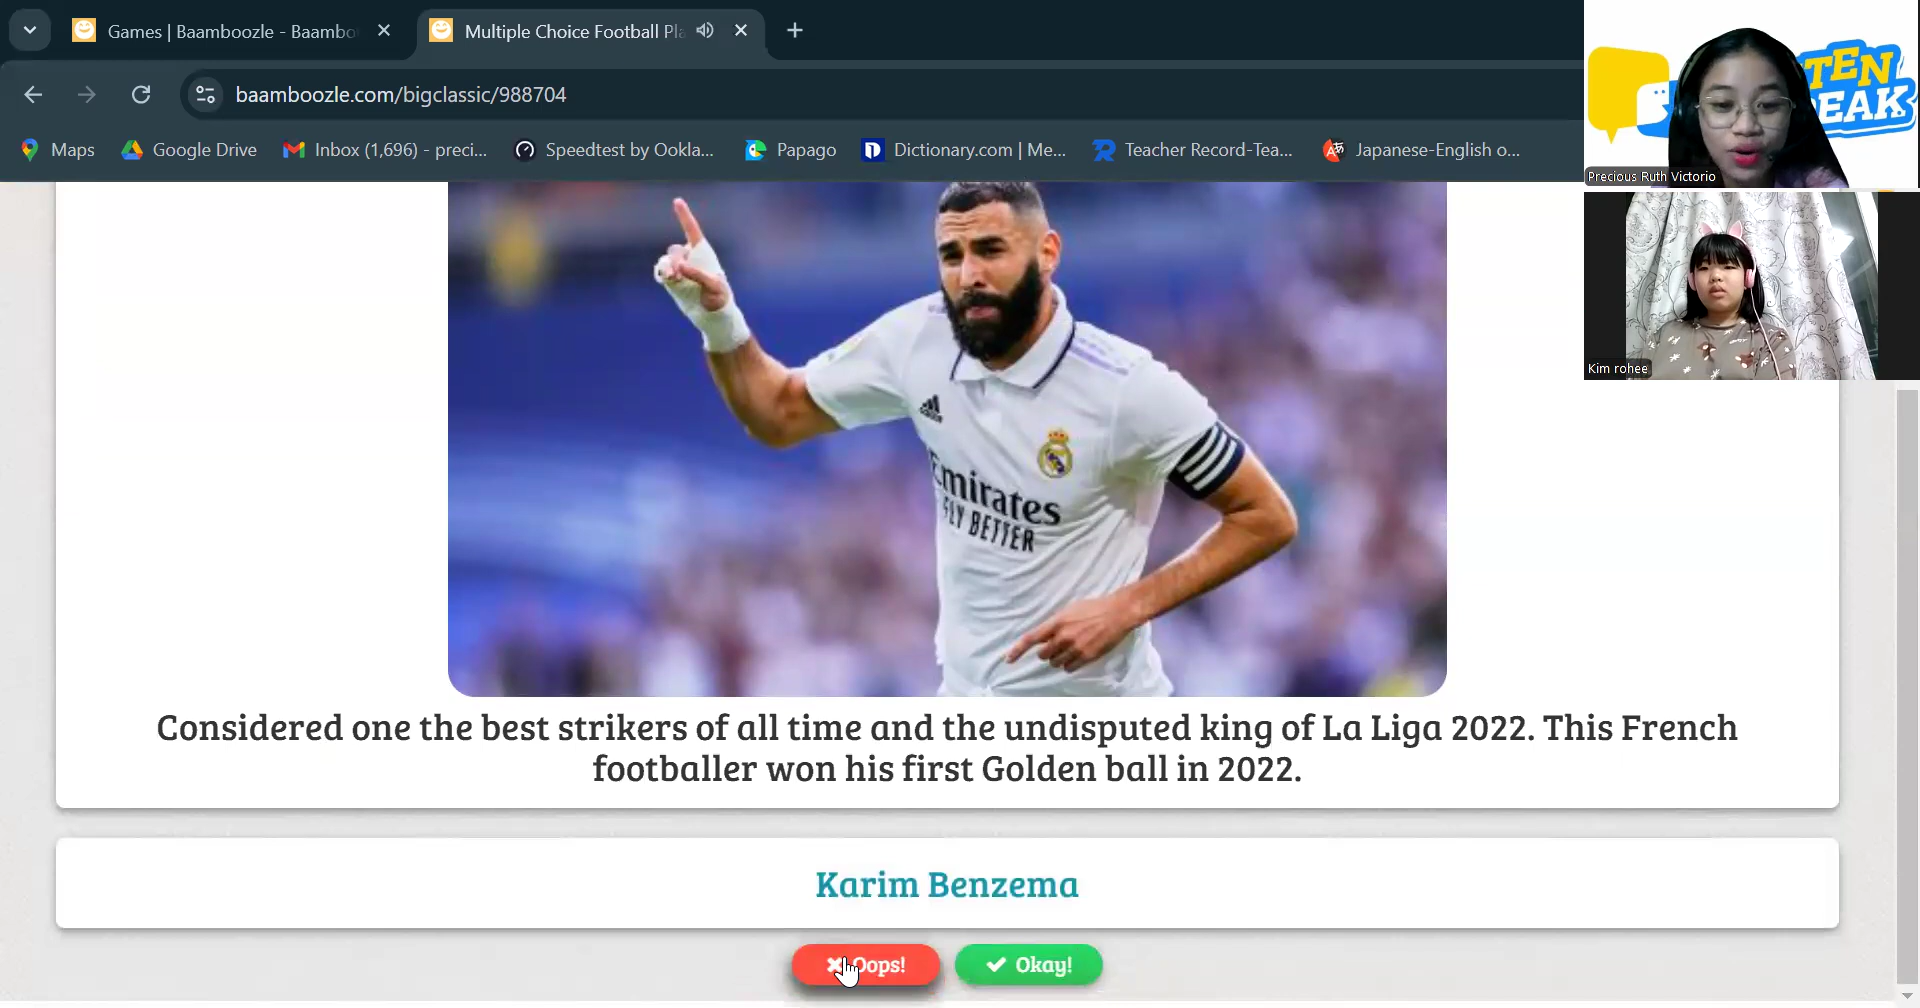 Games | Baamboozle - Baambo
Multiple Choice Football Pla
baamboozle.com/bigclassic/988704
Maps
Google Drive
Inbox (1,696) - preci...
Speedtest by Ookla...
Papago
Dictionary.com | Me...
Teacher Record-Tea...
Japanese-English o...
TEN
EAK
Precious Ruth Victorio
Kim rohee
Emirates
FLY BETTER
Considered one the best strikers of all time and the undisputed king of La Liga 2022. This French
footballer won his first Golden ball in 2022.
Karim Benzema
Oops!
Okay!